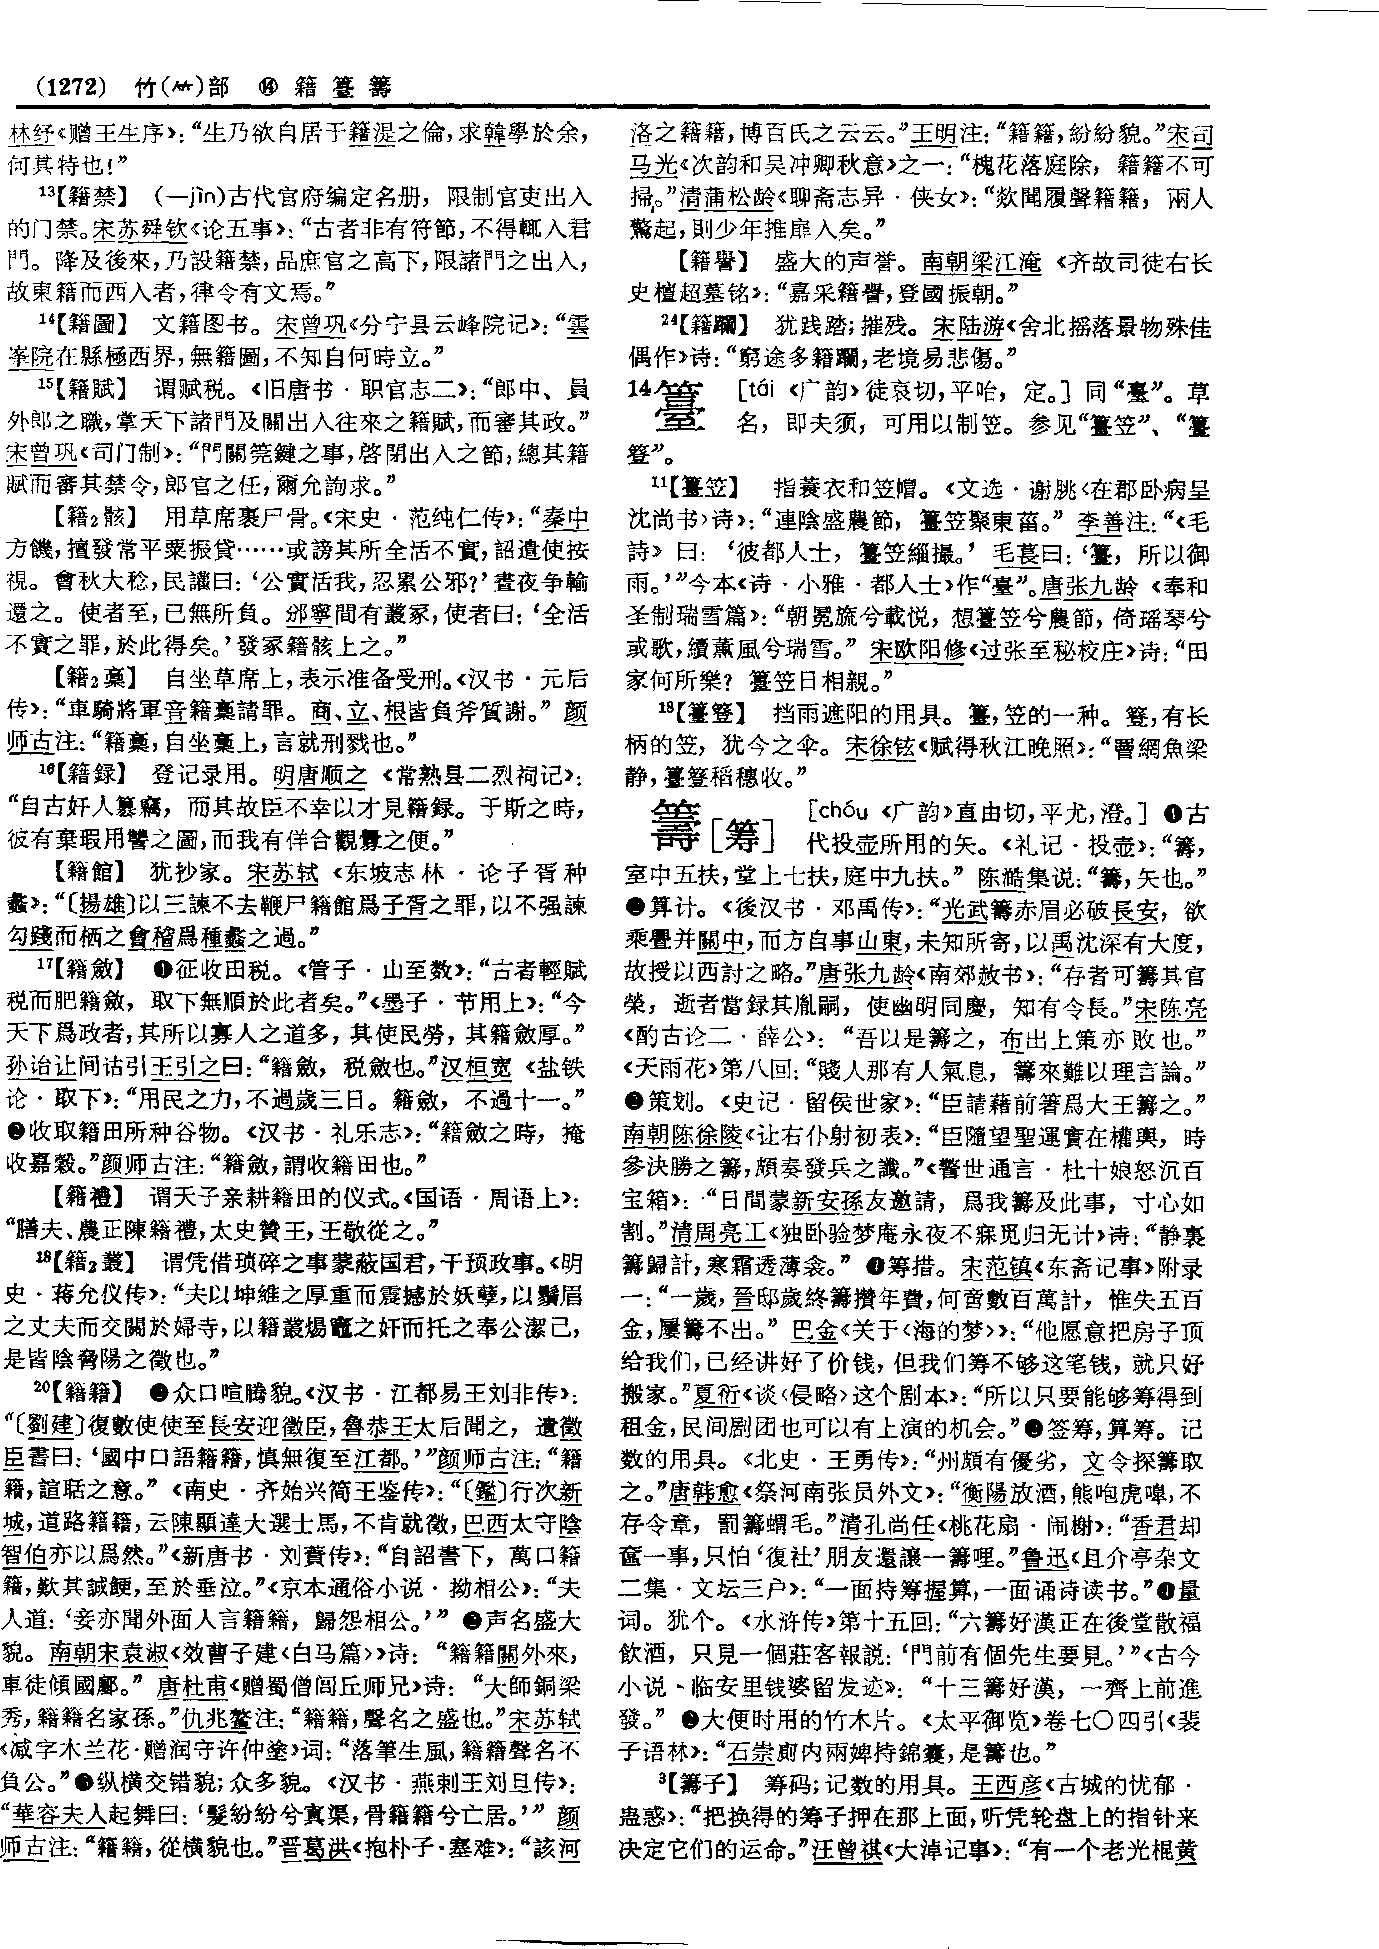 (1272) 竹(⺮)部 ⑭ 籍 籉 籌
林纾《赠王生序》：“生乃欲自居于籍湜之倫，求韓學於余，
何其特也！”
13【籍禁】 (—jìn)古代官府编定名册，限制官吏出入
的门禁。宋苏舜钦《论五事》：“古者非有符節，不得輒入君
門。降及後來，乃設籍禁，品庶官之高下，限諸門之出入，
故東籍而西入者，律令有文焉。”
14【籍圖】 文籍图书。宋曾巩《分宁县云峰院记》：“雲
峯院在縣極西界，無籍圖，不知自何時立。”
15【籍賦】 谓赋税。《旧唐书·职官志二》：“郎中、員
外郎之職，掌天下諸門及關出入往來之籍賦，而審其政。”
宋曾巩《司门制》：“門關筦鍵之事，啓閉出入之節，總其籍
賦而審其禁令，郎官之任，爾允詢求。”
【籍₂骸】 用草席裹尸骨。《宋史·范纯仁传》：“秦中
方饑，擅發常平粟振貸……或謗其所全活不實，詔遣使按
視。會秋大稔，民讙曰：‘公實活我，忍累公邪？’晝夜争輸
還之。使者至，已無所負。邠寧間有叢冢，使者曰：‘全活
不實之罪，於此得矣。’發冢籍骸上之。”
【籍₂稾】 自坐草席上，表示准备受刑。《汉书·元后
传》：“車騎將軍音籍稾請罪。商、立、根皆負斧質謝。”颜
师古注：“籍稾，自坐稾上，言就刑戮也。”
16【籍録】 登记录用。明唐顺之《常熟县二烈祠记》：
“自古奸人篡竊，而其故臣不幸以才見籍録。于斯之時，
彼有棄瑕用讐之圖，而我有佯合觀釁之便。”
【籍館】 犹抄家。宋苏轼《东坡志林·论子胥种
蠡》：“〔揚雄〕以三諫不去鞭尸籍館爲子胥之罪，以不强諫
勾踐而栖之會稽爲種蠡之過。”
17【籍斂】 ❶征收田税。《管子·山至数》：“古者輕賦
税而肥籍斂，取下無順於此者矣。”《墨子·节用上》：“今
天下爲政者，其所以寡人之道多，其使民勞，其籍斂厚。”
孙诒让间诂引王引之曰：“籍斂，税斂也。”汉桓宽《盐铁
论·取下》：“用民之力，不過歲三日。籍斂，不過十一。”
❷收取籍田所种谷物。《汉书·礼乐志》：“籍斂之時，掩
收嘉穀。”颜师古注：“籍斂，謂收籍田也。”
【籍禮】 谓天子亲耕籍田的仪式。《国语·周语上》：
“膳夫、農正陳籍禮，太史贊王，王敬從之。”
18【籍₂叢】 谓凭借琐碎之事蒙蔽国君，干预政事。《明
史·蒋允仪传》：“夫以坤維之厚重而震撼於妖孽，以鬚眉
之丈夫而交關於婦寺，以籍叢煬竈之奸而托之奉公潔己，
是皆陰脅陽之徵也。”
20【籍籍】 ❶众口喧腾貌。《汉书·江都易王刘非传》：
“〔劉建〕復數使使至長安迎徵臣，魯恭王太后聞之，遺徵
臣書曰：‘國中口語籍籍，慎無復至江都。’”颜师古注：“籍
籍，諠聒之意。”《南史·齐始兴简王鉴传》：“〔鑑〕行次新
城，道路籍籍，云陳顯達大選士馬，不肯就徵，巴西太守陰
智伯亦以爲然。”《新唐书·刘蕡传》：“自詔書下，萬口籍
籍，歎其誠鯁，至於垂泣。”《京本通俗小说·拗相公》：“夫
人道：‘妾亦聞外面人言籍籍，歸怨相公。’” ❷声名盛大
貌。南朝宋袁淑《效曹子建〈白马篇〉》诗：“籍籍關外來，
車徒傾國鄽。”唐杜甫《赠蜀僧闾丘师兄》诗：“大師銅梁
秀，籍籍名家孫。”仇兆鳌注：“籍籍，聲名之盛也。”宋苏轼
《减字木兰花·赠润守许仲塗》词：“落筆生風，籍籍聲名不
負公。”❸纵横交错貌；众多貌。《汉书·燕剌王刘旦传》：
“華容夫人起舞曰：‘髮紛紛兮寘渠，骨籍籍兮亡居。’”颜
师古注：“籍籍，從橫貌也。”晋葛洪《抱朴子·塞难》：“該河
洛之籍籍，博百氏之云云。”王明注：“籍籍，紛紛貌。”宋司
马光《次韵和吴冲卿秋意》之一：“槐花落庭除，籍籍不可
掃。”清蒲松龄《聊斋志异·侠女》：“欻聞履聲籍籍，兩人
驚起，則少年推扉入矣。”
【籍譽】 盛大的声誉。南朝梁江淹《齐故司徒右长
史檀超墓铭》：“嘉采籍譽，登國振朝。”
24【籍躪】 犹践踏；摧残。宋陆游《舍北摇落景物殊佳
偶作》诗：“窮途多籍躪，老境易悲傷。”
14籉 [tái 《广韵》徒哀切，平咍，定。]同“臺”。草
名，即夫须，可用以制笠。参见“籉笠”、“籉
簦”。
11【籉笠】 指蓑衣和笠帽。《文选·谢朓〈在郡卧病呈
沈尚书〉诗》：“連陰盛農節，籉笠聚東菑。”李善注：“《毛
詩》曰：‘彼都人士，籉笠緇撮。’毛萇曰：‘籉，所以御
雨。’”今本《诗·小雅·都人士》作“臺”。唐张九龄《奉和
圣制瑞雪篇》：“朝冕旒兮載悦，想籉笠兮農節，倚瑶琴兮
或歌，續薰風兮瑞雪。”宋欧阳修《过张至秘校庄》诗：“田
家何所樂？籉笠日相親。”
18【籉簦】 挡雨遮阳的用具。籉，笠的一种。簦，有长
柄的笠，犹今之伞。宋徐铉《赋得秋江晚照》：“罾網魚梁
静，籉簦稻穗收。”
籌[筹] [chóu 《广韵》直由切，平尤，澄。] ❶古
代投壶所用的矢。《礼记·投壶》：“籌，
室中五扶，堂上七扶，庭中九扶。”陈澔集说：“籌，矢也。”
❷算计。《後汉书·邓禹传》：“光武籌赤眉必破長安，欲
乘釁并關中，而方自事山東，未知所寄，以禹沈深有大度，
故授以西討之略。”唐张九龄《南郊赦书》：“存者可籌其官
榮，逝者當録其胤嗣，使幽明同慶，知有令長。”宋陈亮
《酌古论二·薛公》：“吾以是籌之，布出上策亦敗也。”
《天雨花》第八回：“賤人那有人氣息，籌來難以理言論。”
❸策划。《史记·留侯世家》：“臣請藉前箸爲大王籌之。”
南朝陈徐陵《让右仆射初表》：“臣隨望聖運實在權輿，時
參決勝之籌，頗奏發兵之議。”《警世通言·杜十娘怒沉百
宝箱》：“日間蒙新安孫友邀請，爲我籌及此事，寸心如
割。”清周亮工《独卧验梦庵永夜不寐觅归无计》诗：“静裏
籌歸計，寒霜透薄衾。” ❹筹措。宋范镇《东斋记事》附录
一：“一歲，晉邸歲終籌攢年費，何啻數百萬計，惟失五百
金，屢籌不出。”巴金《关于〈海的梦〉》：“他愿意把房子顶
给我们，已经讲好了价钱，但我们筹不够这笔钱，就只好
搬家。”夏衍《谈〈侵略〉这个剧本》：“所以只要能够筹得到
租金，民间剧团也可以有上演的机会。”❺签筹，算筹。记
数的用具。《北史·王勇传》：“州頗有優劣，文令探籌取
之。”唐韩愈《祭河南张员外文》：“衡陽放酒，熊咆虎嘷，不
存令章，罰籌蝟毛。”清孔尚任《桃花扇·闹榭》：“香君却
奩一事，只怕‘復社’朋友還讓一籌哩。”鲁迅《且介亭杂文
二集·文坛三户》：“一面持筹握算，一面诵诗读书。”❻量
词。犹个。《水浒传》第十五回：“六籌好漢正在後堂散福
飲酒，只見一個莊客報説：‘門前有個先生要見。’”《古今
小说·临安里钱婆留发迹》：“十三籌好漢，一齊上前進
發。”❼大便时用的竹木片。《太平御览》卷七〇四引《裴
子语林》：“石崇廁内兩婢持錦囊，是籌也。”
3【籌子】 筹码；记数的用具。王西彦《古城的忧郁·
蛊惑》：“把换得的筹子押在那上面，听凭轮盘上的指针来
决定它们的运命。”汪曾祺《大淖记事》：“有一个老光棍黄